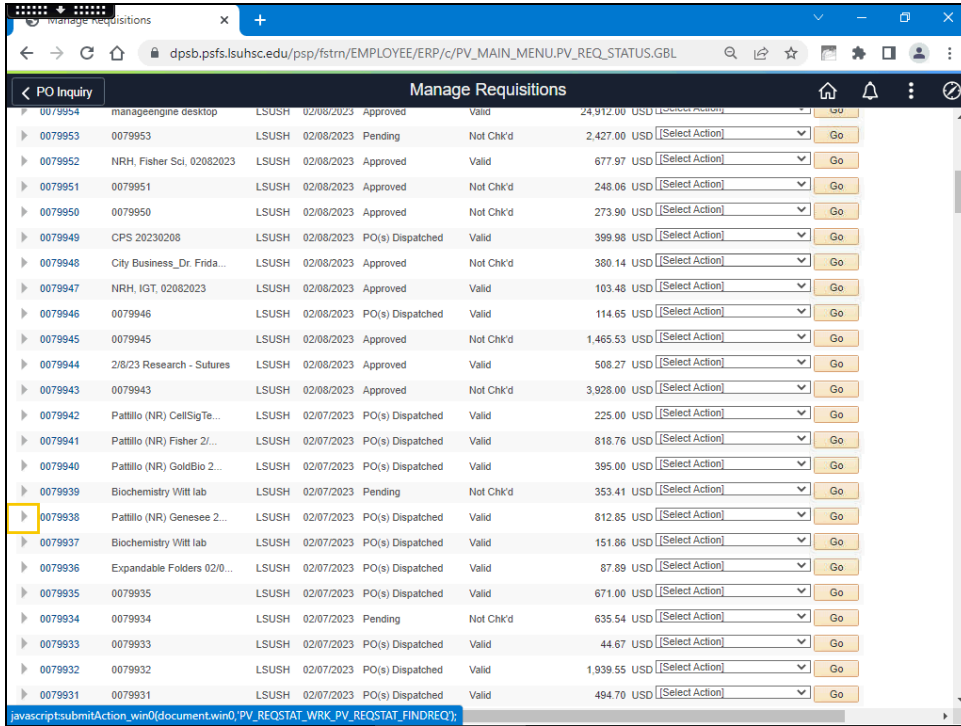 Manage Requisitions
dpsb.psfs.lsuhsc.edu/psp/fstrn/EMPLOYEE/ERP/c/PV_MAIN_MENU.PV_REQ_STATUS.GBL
PO Inquiry Manage Requisitions
0079954 manageengine desktop LSUSH 02/08/2023 Approved Valid 24,912.00 USD [Select Action] Go
0079953 0079953 LSUSH 02/08/2023 Pending Not Chk'd 2,427.00 USD [Select Action] Go
0079952 NRH, Fisher Sci, 02082023 LSUSH 02/08/2023 Approved Valid 677.97 USD [Select Action] Go
0079951 0079951 LSUSH 02/08/2023 Approved Not Chk'd 248.06 USD [Select Action] Go
0079950 0079950 LSUSH 02/08/2023 Approved Not Chk'd 273.90 USD [Select Action] Go
0079949 CPS 20230208 LSUSH 02/08/2023 PO(s) Dispatched Valid 399.98 USD [Select Action] Go
0079948 City Business_Dr. Frida... LSUSH 02/08/2023 Approved Not Chk'd 380.14 USD [Select Action] Go
0079947 NRH, IGT, 02082023 LSUSH 02/08/2023 Approved Valid 103.48 USD [Select Action] Go
0079946 0079946 LSUSH 02/08/2023 PO(s) Dispatched Valid 114.65 USD [Select Action] Go
0079945 0079945 LSUSH 02/08/2023 Approved Not Chk'd 1,465.53 USD [Select Action] Go
0079944 2/8/23 Research - Sutures LSUSH 02/08/2023 Approved Valid 508.27 USD [Select Action] Go
0079943 0079943 LSUSH 02/08/2023 Approved Not Chk'd 3,928.00 USD [Select Action] Go
0079942 Pattillo (NR) CellSigTe... LSUSH 02/07/2023 PO(s) Dispatched Valid 225.00 USD [Select Action] Go
0079941 Pattillo (NR) Fisher 2/... LSUSH 02/07/2023 PO(s) Dispatched Valid 818.76 USD [Select Action] Go
0079940 Pattillo (NR) GoldBio 2... LSUSH 02/07/2023 PO(s) Dispatched Valid 395.00 USD [Select Action] Go
0079939 Biochemistry Witt lab LSUSH 02/07/2023 Pending Not Chk'd 353.41 USD [Select Action] Go
0079938 Pattillo (NR) Genesee 2... LSUSH 02/07/2023 PO(s) Dispatched Valid 812.85 USD [Select Action] Go
0079937 Biochemistry Witt lab LSUSH 02/07/2023 PO(s) Dispatched Valid 151.86 USD [Select Action] Go
0079936 Expandable Folders 02/0... LSUSH 02/07/2023 PO(s) Dispatched Valid 87.89 USD [Select Action] Go
0079935 0079935 LSUSH 02/07/2023 PO(s) Dispatched Valid 671.00 USD [Select Action] Go
0079934 0079934 LSUSH 02/07/2023 Pending Not Chk'd 635.54 USD [Select Action] Go
0079933 0079933 LSUSH 02/07/2023 PO(s) Dispatched Valid 44.67 USD [Select Action] Go
0079932 0079932 LSUSH 02/07/2023 PO(s) Dispatched Valid 1,939.55 USD [Select Action] Go
0079931 0079931 LSUSH 02/07/2023 PO(s) Dispatched Valid 494.70 USD [Select Action] Go
javascript:submitAction_win0(document.win0,'PV_REQSTAT_WRK_PV_REQSTAT_FINDREQ');